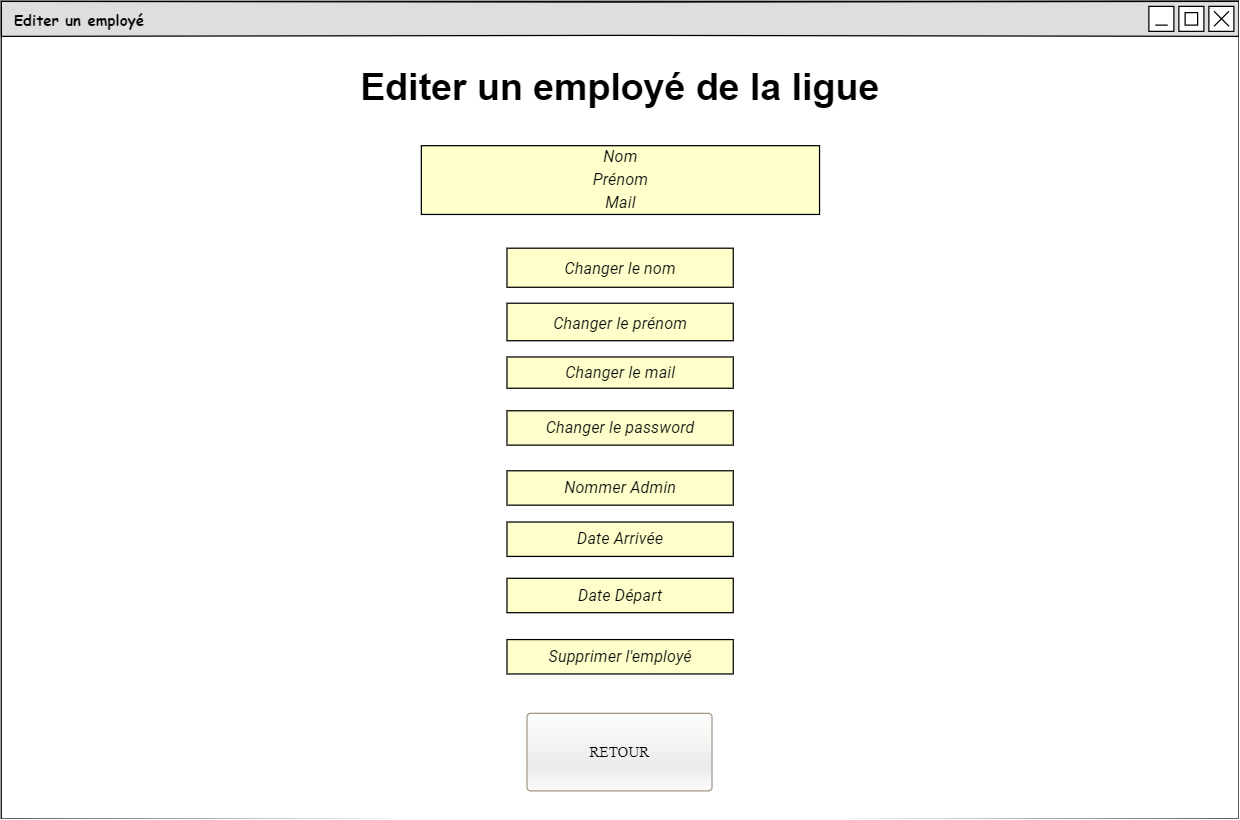 Editer un employé
Editer un employé de la ligue
Nom
Prénom
Mail
Changer le nom
Changer le prénom
Changer le mail
Changer le password
Nommer Admin
Date Arrivée
Date Départ
Supprimer l'employé
RETOUR